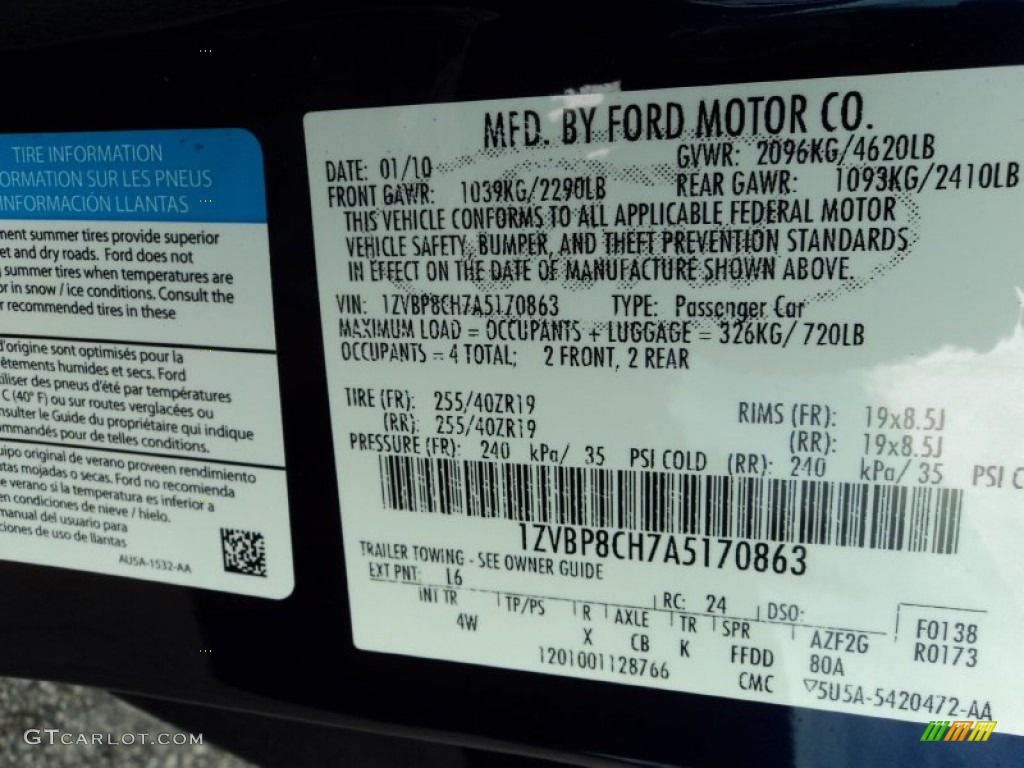 TIRE INFORMATION
ORMATION SUR LES PNEUS
INFORMACIÓN LLANTAS
ment summer tires provide superior
et and dry roads. Ford does not
summer tires when temperatures are
or in snow / ice conditions. Consult the
r recommended tires in these
d'origine sont optimisés pour la
êtements humides et secs. Ford
iliser des pneus d'été par températures
C (40° F) ou sur routes verglacées ou
nsulter le Guide du propriétaire qui indique
ommandés pour de telles conditions.
quipo original de verano proveen rendimiento
ntas mojadas o secas. Ford no recomienda
e verano si la temperatura es inferior a
en condiciones de nieve / hielo.
manual del usuario para
ciones de uso de llantas
AU5A-1532-AA
MFD. BY FORD MOTOR CO.
DATE: 01/10 GVWR: 2096KG/4620LB
FRONT GAWR: 1039KG/2290LB REAR GAWR: 1093KG/2410LB
THIS VEHICLE CONFORMS TO ALL APPLICABLE FEDERAL MOTOR
VEHICLE SAFETY, BUMPER, AND THEFT PREVENTION STANDARDS
IN EFFECT ON THE DATE OF MANUFACTURE SHOWN ABOVE.
VIN: 1ZVBP8CH7A5170863 TYPE: Passenger Car
MAXIMUM LOAD = OCCUPANTS + LUGGAGE = 326KG/ 720LB
OCCUPANTS = 4 TOTAL; 2 FRONT, 2 REAR
TIRE (FR): 255/40ZR19 RIMS (FR): 19x8.5J
(RR): 255/40ZR19 (RR): 19x8.5J
PRESSURE (FR): 240 kPa/ 35 PSI COLD (RR): 240 kPa/ 35 PSI C
1ZVBP8CH7A5170863
TRAILER TOWING - SEE OWNER GUIDE
EXT PNT: L6 RC: 24 DSO:
INT TR TP/PS R AXLE TR SPR AZF2G F0138
4W X CB K FFDD 80A R0173
1201001128766 CMC ▽5U5A-5420472-AA
GTCARLOT.COM